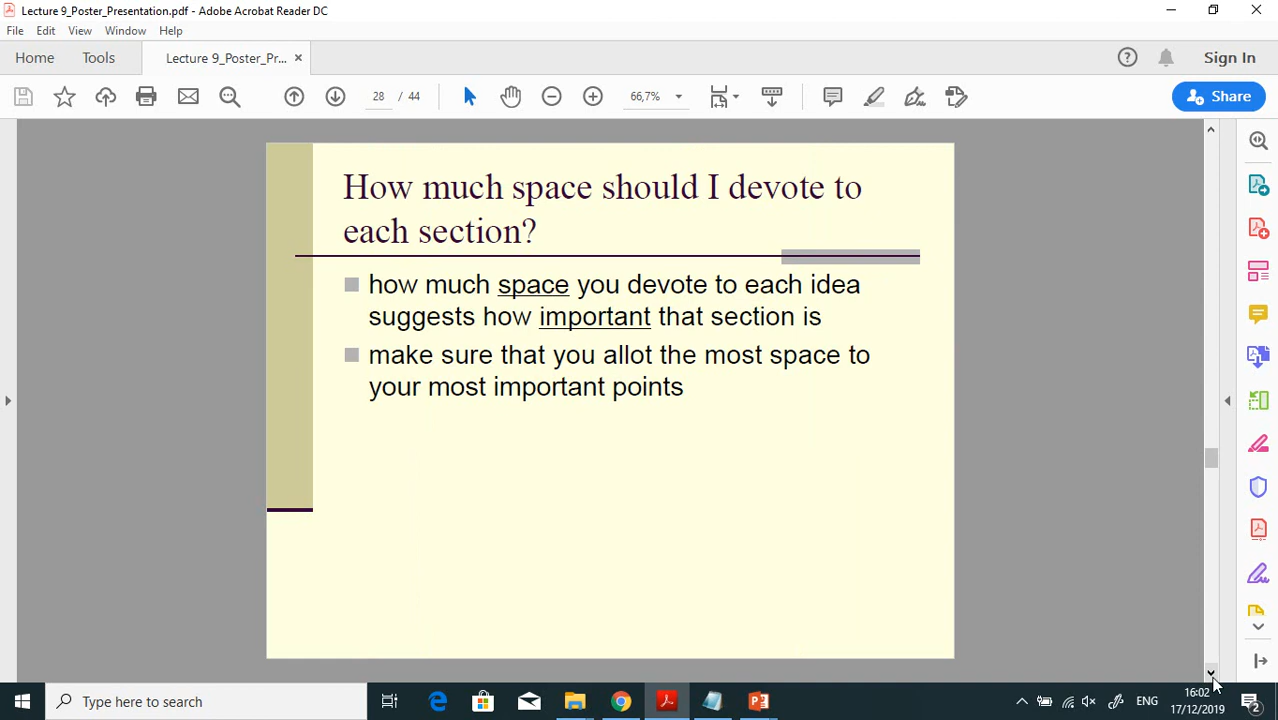 Lecture 9_Poster_Presentation.pdf - Adobe Acrobat Reader DC
File Edit View Window Help
Home Tools Lecture 9_Poster_Pr... ×
Sign In
28 / 44
66,7%
Share
How much space should I devote to
each section?
how much space you devote to each idea
suggests how important that section is
make sure that you allot the most space to
your most important points
Type here to search
ENG
16:02
17/12/2019
2